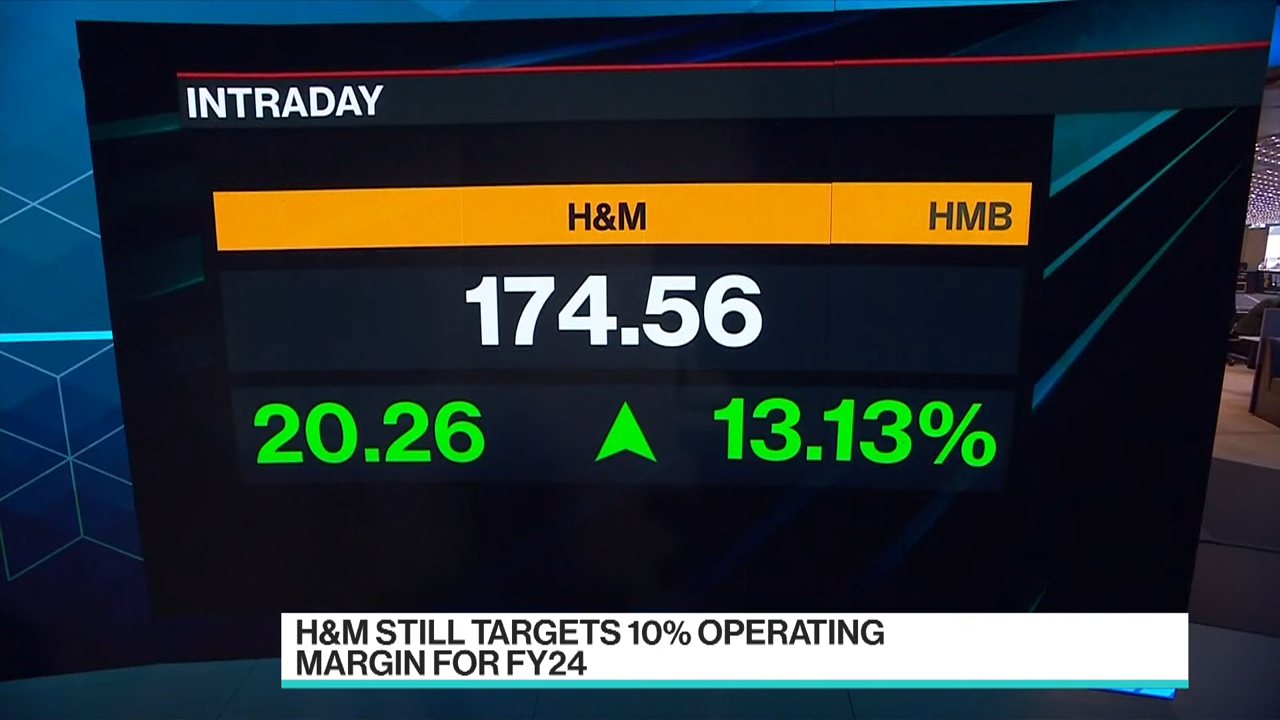 INTRADAY
H&M HMB
174.56
20.26 13.13%
H&M STILL TARGETS 10% OPERATING
MARGIN FOR FY24